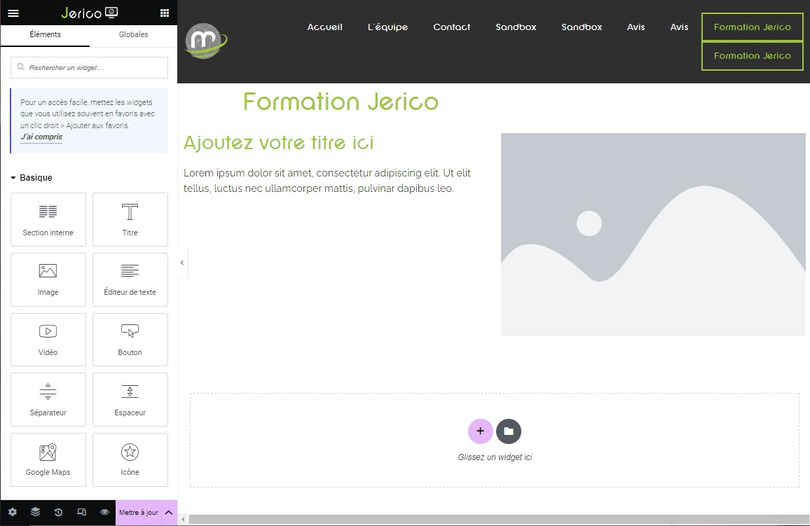 Jerico
Éléments
Globales
Rechercher un widget...
Pour un accès facile, mettez les widgets
que vous utilisez souvent en favoris avec
un clic droit > Ajouter aux favoris.
J'ai compris
Basique
Section interne
Titre
Image
Éditeur de texte
Vidéo
Bouton
Séparateur
Espaceur
Google Maps
Icône
Mettre à jour
m
Accueil
L'équipe
Contact
Sandbox
Sandbox
Avis
Avis
Formation Jerico
Formation Jerico
Formation Jerico
Ajoutez votre titre ici
Lorem ipsum dolor sit amet, consectetur adipiscing elit. Ut elit
tellus, luctus nec ullamcorper mattis, pulvinar dapibus leo.
Glissez un widget ici